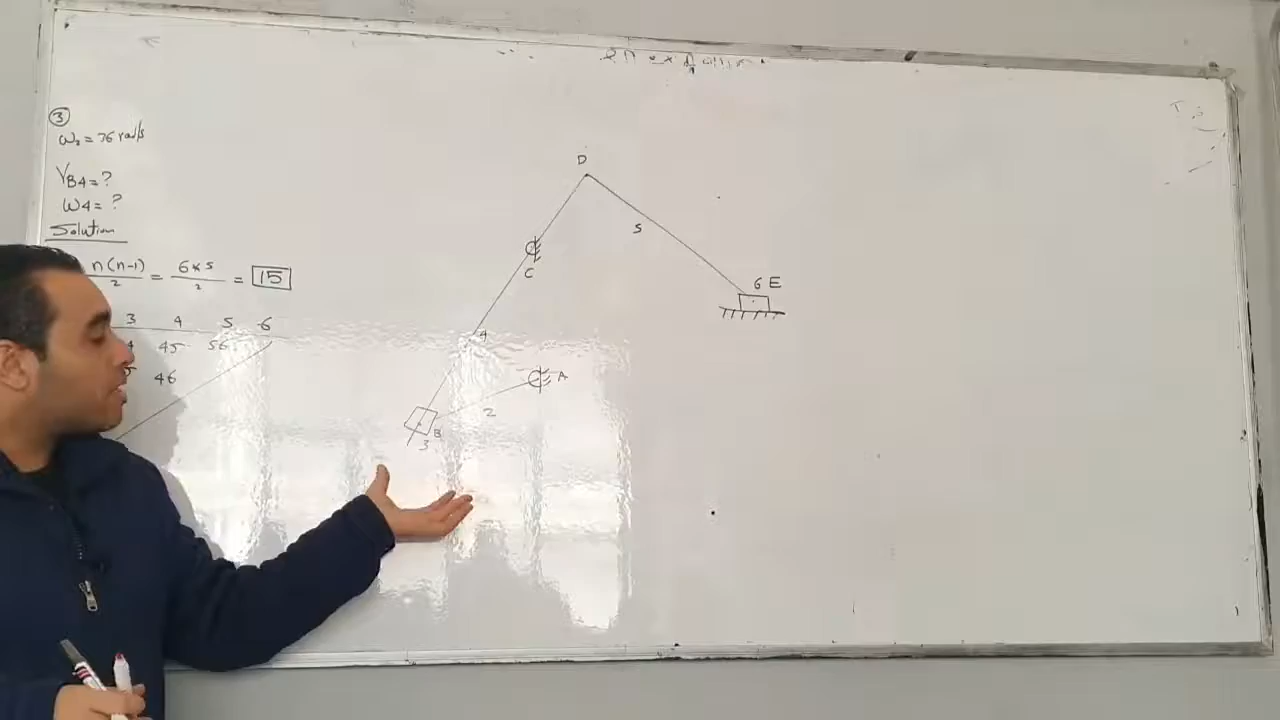 ③
ω₂ = 76 rad/s
V_B4 = ?
ω4 = ?
Solution
n(n-1)/2 = 6*5/2 = 15
3 4 5 6
45 56
46
D
5
C
6 E
4
A
2
B
3